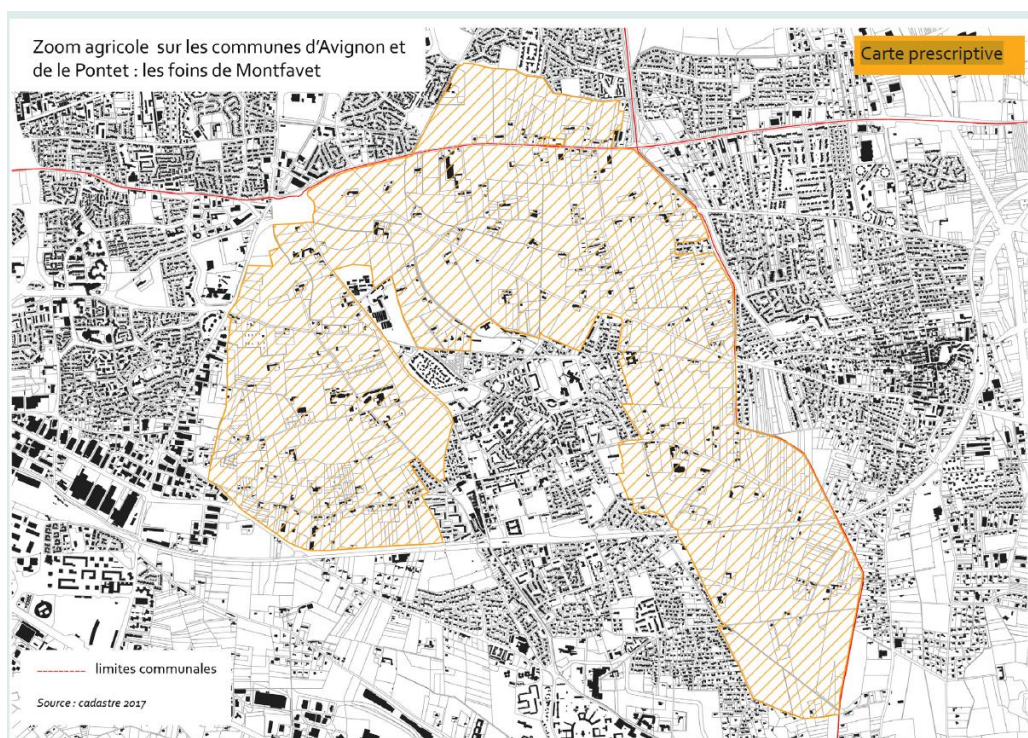 Zoom agricole sur les communes d'Avignon et
de le Pontet : les foins de Montfavet
Carte prescriptive
limites communales
Source : cadastre 2017